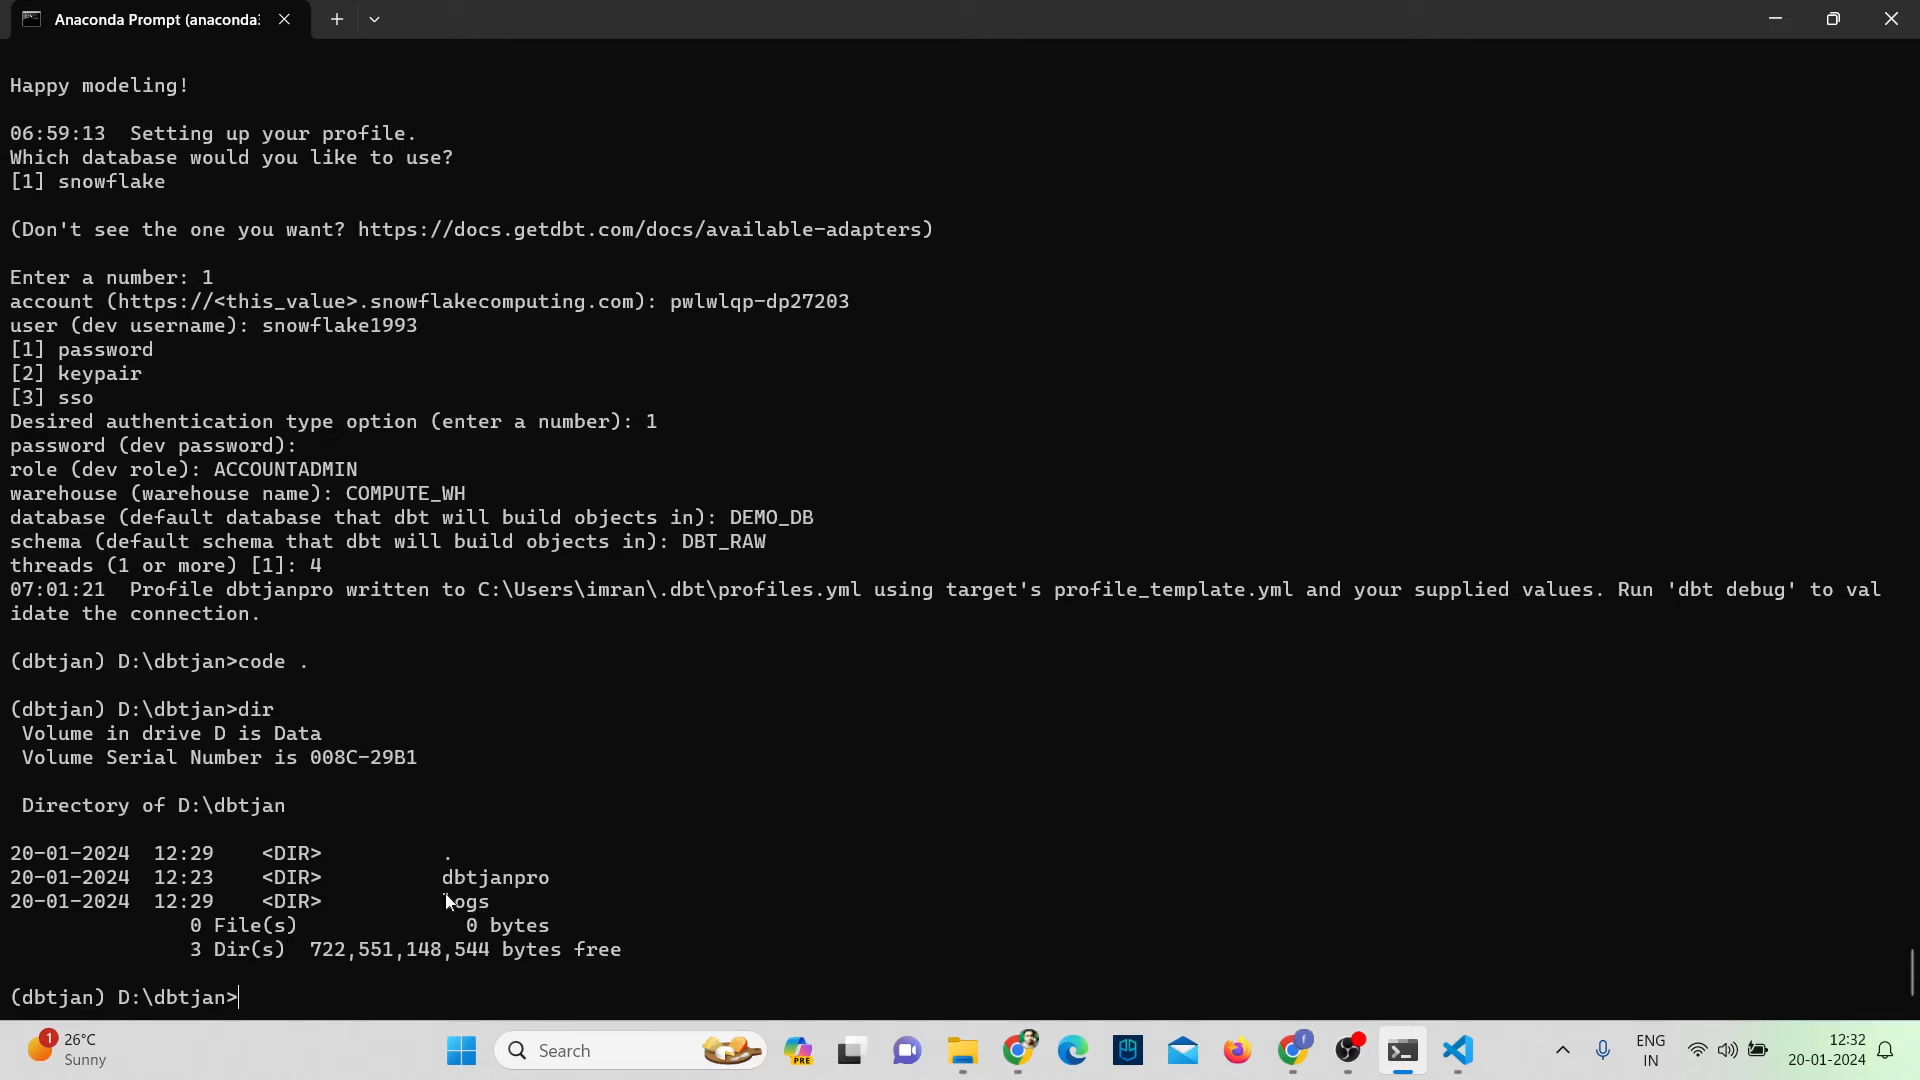 Anaconda Prompt (anaconda:
Happy modeling!
06:59:13  Setting up your profile.
Which database would you like to use?
[1] snowflake
(Don't see the one you want? https://docs.getdbt.com/docs/available-adapters)
Enter a number: 1
account (https://<this_value>.snowflakecomputing.com): pwlwlqp-dp27203
user (dev username): snowflake1993
[1] password
[2] keypair
[3] sso
Desired authentication type option (enter a number): 1
password (dev password):
role (dev role): ACCOUNTADMIN
warehouse (warehouse name): COMPUTE_WH
database (default database that dbt will build objects in): DEMO_DB
schema (default schema that dbt will build objects in): DBT_RAW
threads (1 or more) [1]: 4
07:01:21  Profile dbtjanpro written to C:\Users\imran\.dbt\profiles.yml using target's profile_template.yml and your supplied values. Run 'dbt debug' to val
idate the connection.
(dbtjan) D:\dbtjan>code .
(dbtjan) D:\dbtjan>dir
Volume in drive D is Data
Volume Serial Number is 008C-29B1
Directory of D:\dbtjan
20-01-2024  12:29    <DIR>          .
20-01-2024  12:23    <DIR>          dbtjanpro
20-01-2024  12:29    <DIR>          logs
0 File(s)              0 bytes
3 Dir(s)  722,551,148,544 bytes free
(dbtjan) D:\dbtjan>
1
26°C
Sunny
Search
PRE
ENG
IN
12:32
20-01-2024